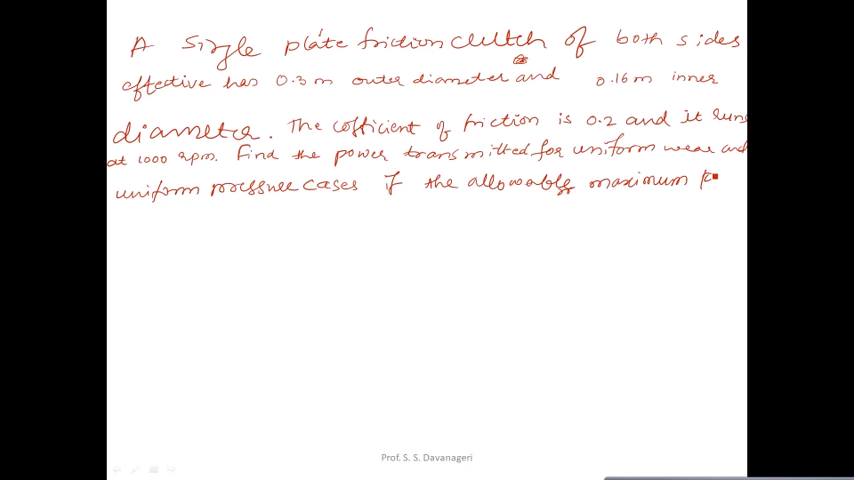 A single plate friction clutch of both sides
effective has 0.3 m outer diameter and 0.16 m inner
diameter. The cofficient of friction is 0.2 and it runs
at 1000 rpm. Find the power transmitted for uniform wear and
uniform pressure cases if the allowable maximum
Prof. S. S. Davanageri